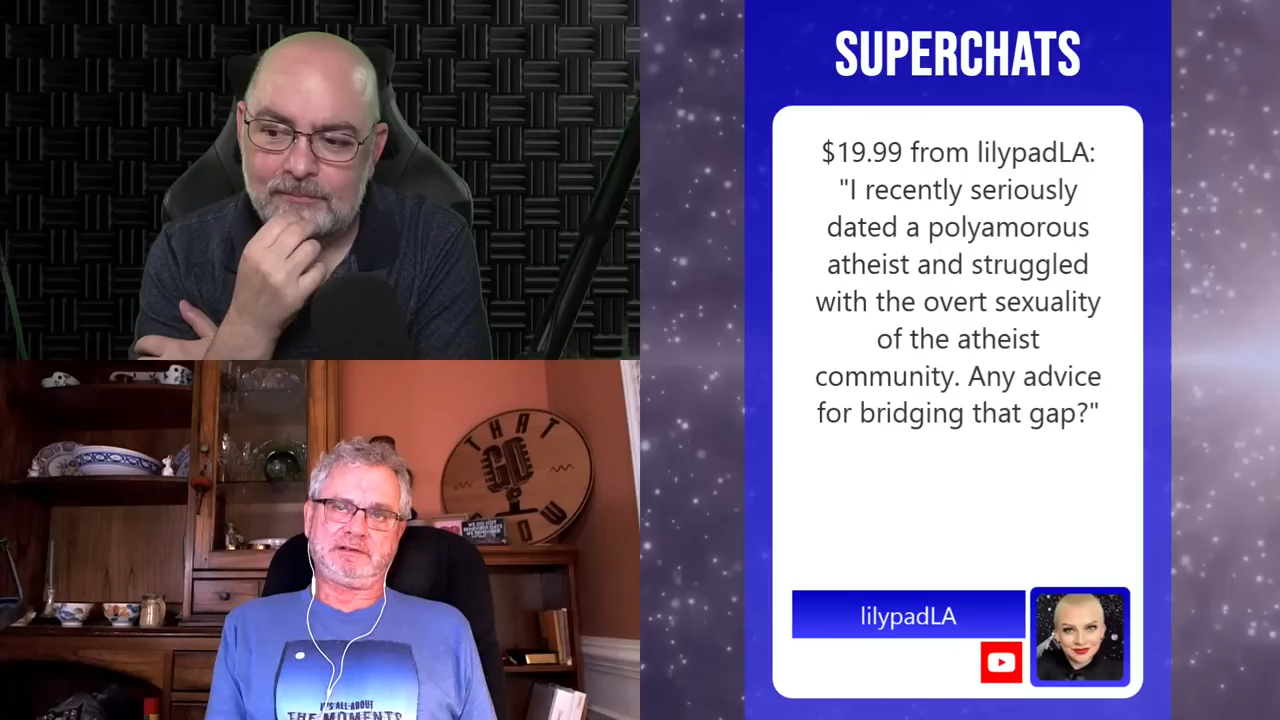 SUPERCHATS
$19.99 from lilypadLA:
"I recently seriously
dated a polyamorous
atheist and struggled
with the overt sexuality
of the atheist
community. Any advice
for bridging that gap?"
lilypadLA
THAT
GD
IT'S ALL ABOUT
THE MOMENTS